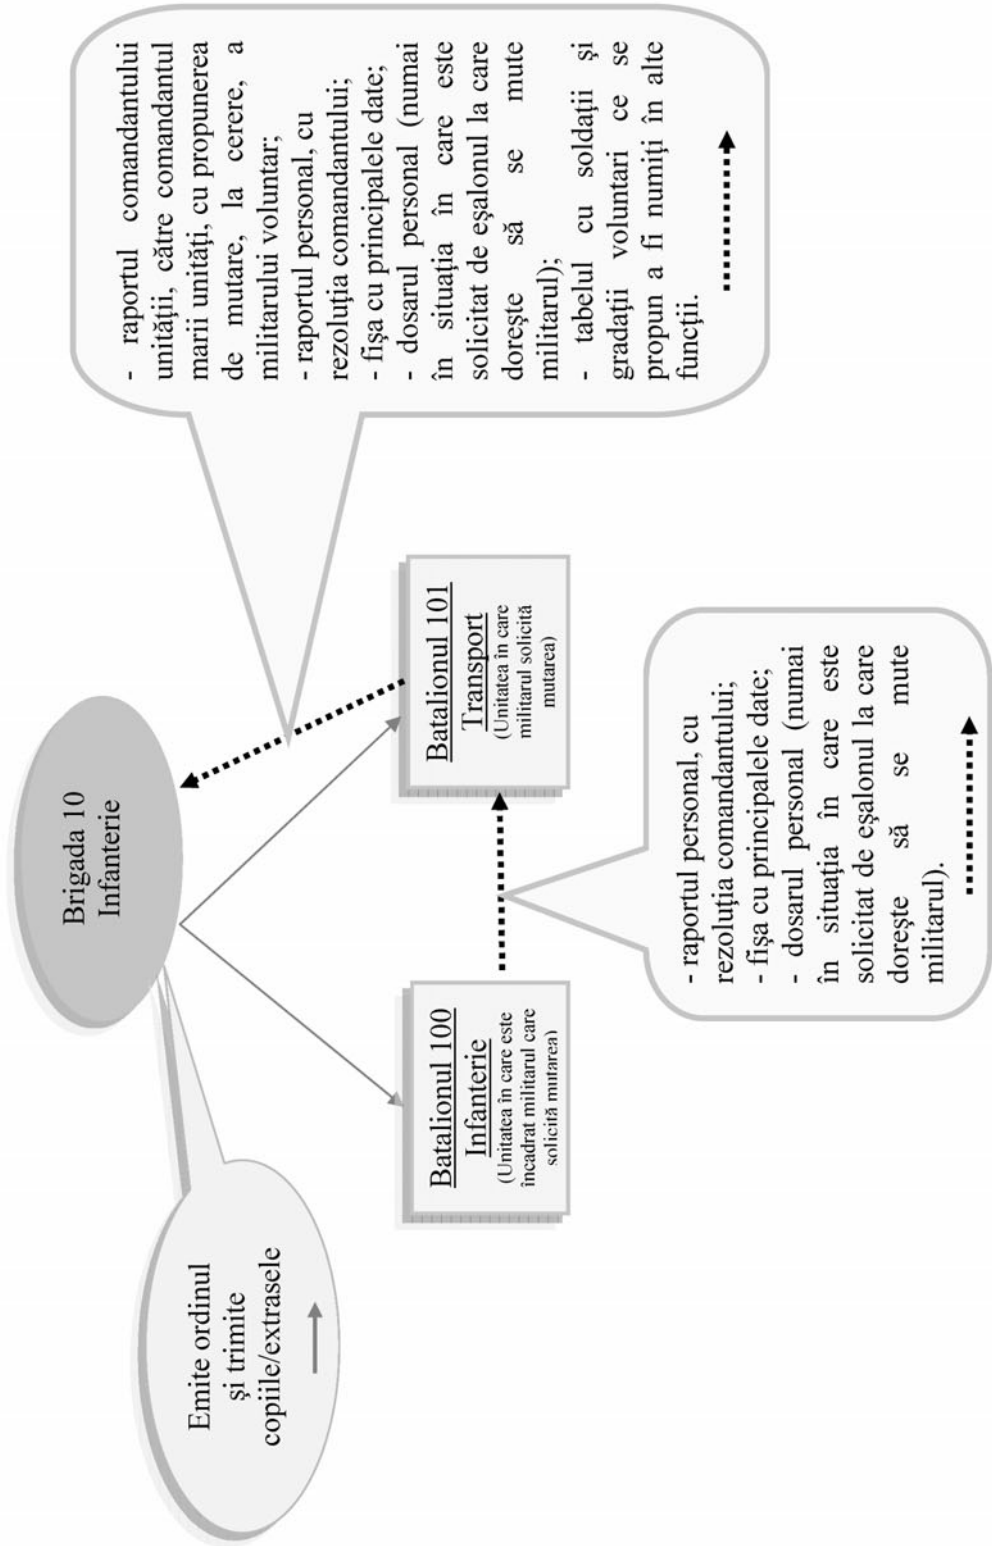 Brigada 10
Infanterie
Emite ordinul
şi trimite
copiile/extrasele
Batalionul 100
Infanterie
(Unitatea în care este
încadrat militarul care
solicită mutarea)
Batalionul 101
Transport
(Unitatea în care
militarul solicită
mutarea)
- raportul comandantului
unităţii, către comandantul
marii unităţi, cu propunerea
de mutare, la cerere, a
militarului voluntar;
- raportul personal, cu
rezoluţia comandantului;
- fişa cu principalele date;
- dosarul personal (numai
în situaţia în care este
solicitat de eşalonul la care
doreşte să se mute
militarul);
- tabelul cu soldaţii şi
gradaţii voluntari ce se
propun a fi numiţi în alte
funcţii.
- raportul personal, cu
rezoluţia comandantului;
- fişa cu principalele date;
- dosarul personal (numai
în situaţia în care este
solicitat de eşalonul la care
doreşte să se mute
militarul).